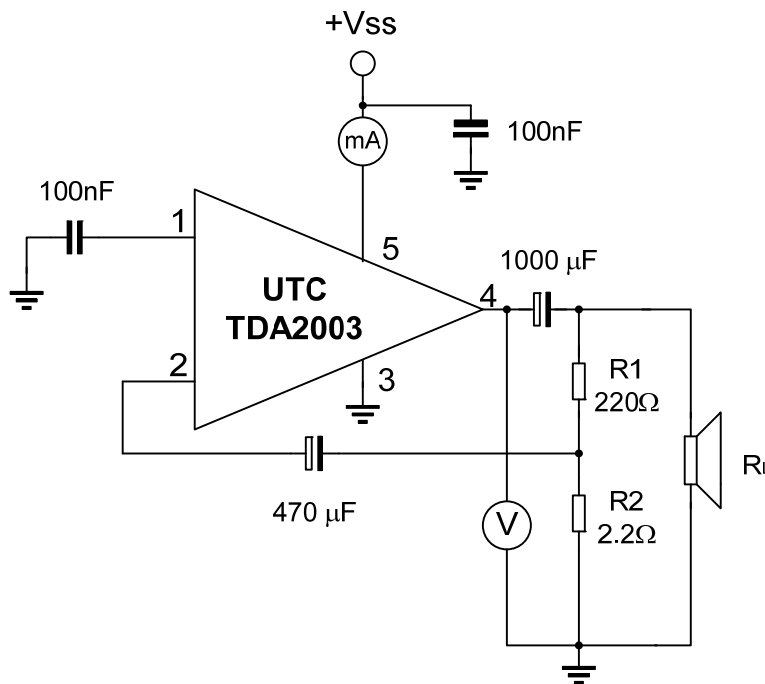 +Vss
mA
100nF
100nF
1
5
1000 μF
UTC
TDA2003
4
2
3
R1
220Ω
470 μF
V
R2
2.2Ω
Rl